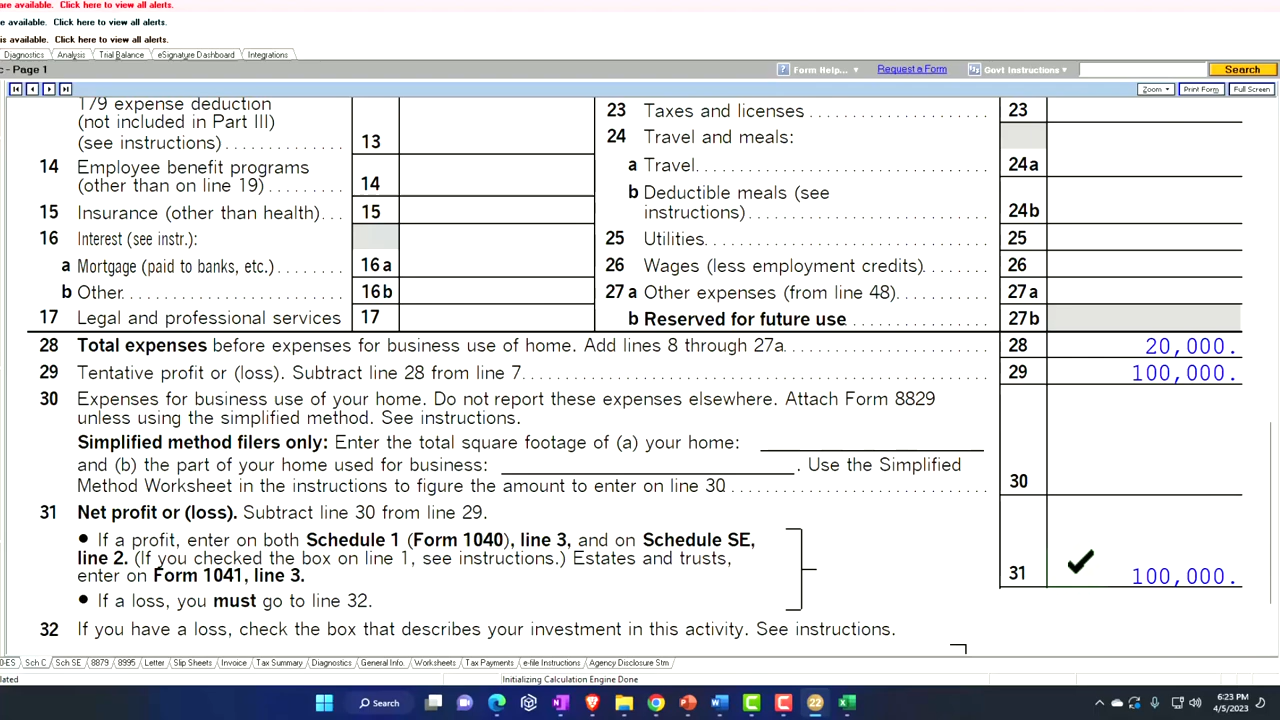 are available. Click here to view all alerts.
e available. Click here to view all alerts.
is available. Click here to view all alerts.
Diagnostics Analysis Trial Balance eSignature Dashboard Integrations
c - Page 1 Form Help... Request a Form Govt Instructions Search
Zoom Print Form Full Screen
179 expense deduction
(not included in Part III)
(see instructions) 13
14 Employee benefit programs
(other than on line 19) 14
15 Insurance (other than health) 15
16 Interest (see instr.):
a Mortgage (paid to banks, etc.) 16a
b Other 16b
17 Legal and professional services 17
23 Taxes and licenses 23
24 Travel and meals:
a Travel 24a
b Deductible meals (see
instructions) 24b
25 Utilities 25
26 Wages (less employment credits) 26
27a Other expenses (from line 48) 27a
b Reserved for future use 27b
28 Total expenses before expenses for business use of home. Add lines 8 through 27a 28 20,000.
29 Tentative profit or (loss). Subtract line 28 from line 7 29 100,000.
30 Expenses for business use of your home. Do not report these expenses elsewhere. Attach Form 8829
unless using the simplified method. See instructions.
Simplified method filers only: Enter the total square footage of (a) your home:
and (b) the part of your home used for business: . Use the Simplified
Method Worksheet in the instructions to figure the amount to enter on line 30 30
31 Net profit or (loss). Subtract line 30 from line 29.
● If a profit, enter on both Schedule 1 (Form 1040), line 3, and on Schedule SE,
line 2. (If you checked the box on line 1, see instructions.) Estates and trusts,
enter on Form 1041, line 3. 31 100,000.
● If a loss, you must go to line 32.
32 If you have a loss, check the box that describes your investment in this activity. See instructions.
0-ES Sch C Sch SE 8879 8995 Letter Slip Sheets Invoice Tax Summary Diagnostics General Info. Worksheets Tax Payments e-file Instructions Agency Disclosure Stm
lated Initializing Calculation Engine Done
Search 22 6:23 PM
4/5/2023